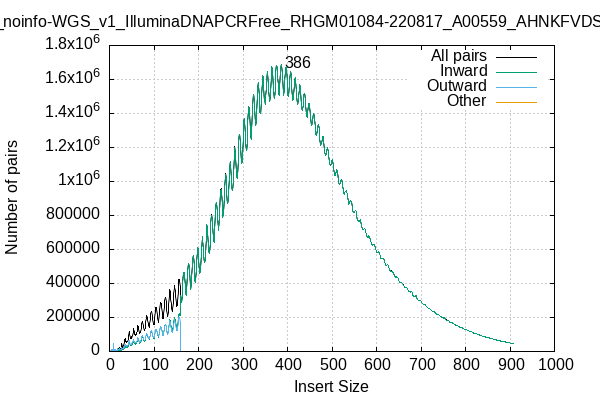 _noinfo-WGS_v1_IlluminaDNAPCRFree_RHGM01084-220817_A00559_AHNKFVDS
1.8x10^6
1.6x10^6
1.4x10^6
1.2x10^6
1x10^6
800000
600000
400000
200000
0
Number of pairs
386
All pairs
Inward
Outward
Other
0 100 200 300 400 500 600 700 800 900 1000
Insert Size